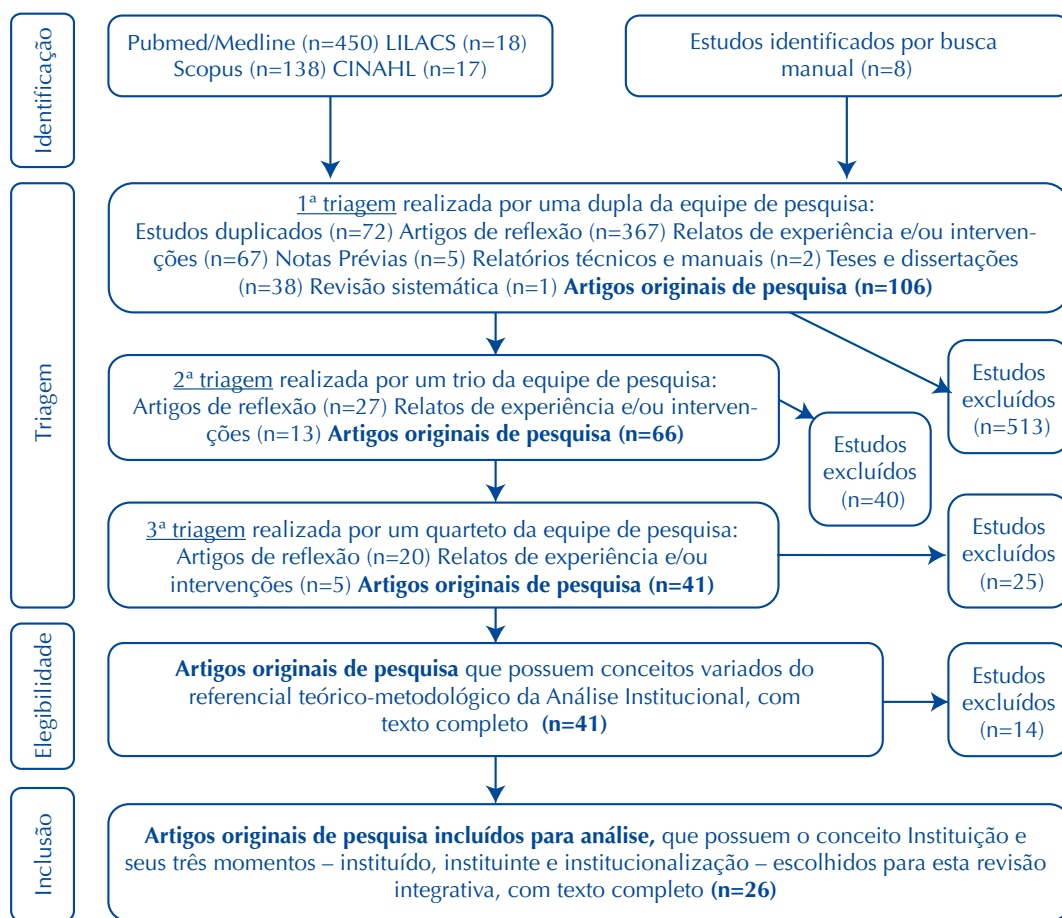 Identificação
Pubmed/Medline (n=450) LILACS (n=18)
Scopus (n=138) CINAHL (n=17)
Estudos identificados por busca
manual (n=8)
Triagem
1ª triagem realizada por uma dupla da equipe de pesquisa:
Estudos duplicados (n=72) Artigos de reflexão (n=367) Relatos de experiência e/ou interven-
ções (n=67) Notas Prévias (n=5) Relatórios técnicos e manuais (n=2) Teses e dissertações
(n=38) Revisão sistemática (n=1) Artigos originais de pesquisa (n=106)
Estudos
excluídos
(n=513)
2ª triagem realizada por um trio da equipe de pesquisa:
Artigos de reflexão (n=27) Relatos de experiência e/ou interven-
ções (n=13) Artigos originais de pesquisa (n=66)
Estudos
excluídos
(n=40)
3ª triagem realizada por um quarteto da equipe de pesquisa:
Artigos de reflexão (n=20) Relatos de experiência e/ou
intervenções (n=5) Artigos originais de pesquisa (n=41)
Estudos
excluídos
(n=25)
Elegibilidade
Artigos originais de pesquisa que possuem conceitos variados do
referencial teórico-metodológico da Análise Institucional, com
texto completo (n=41)
Estudos
excluídos
(n=14)
Inclusão
Artigos originais de pesquisa incluídos para análise, que possuem o conceito Instituição e
seus três momentos – instituído, instituinte e institucionalização – escolhidos para esta revisão
integrativa, com texto completo (n=26)